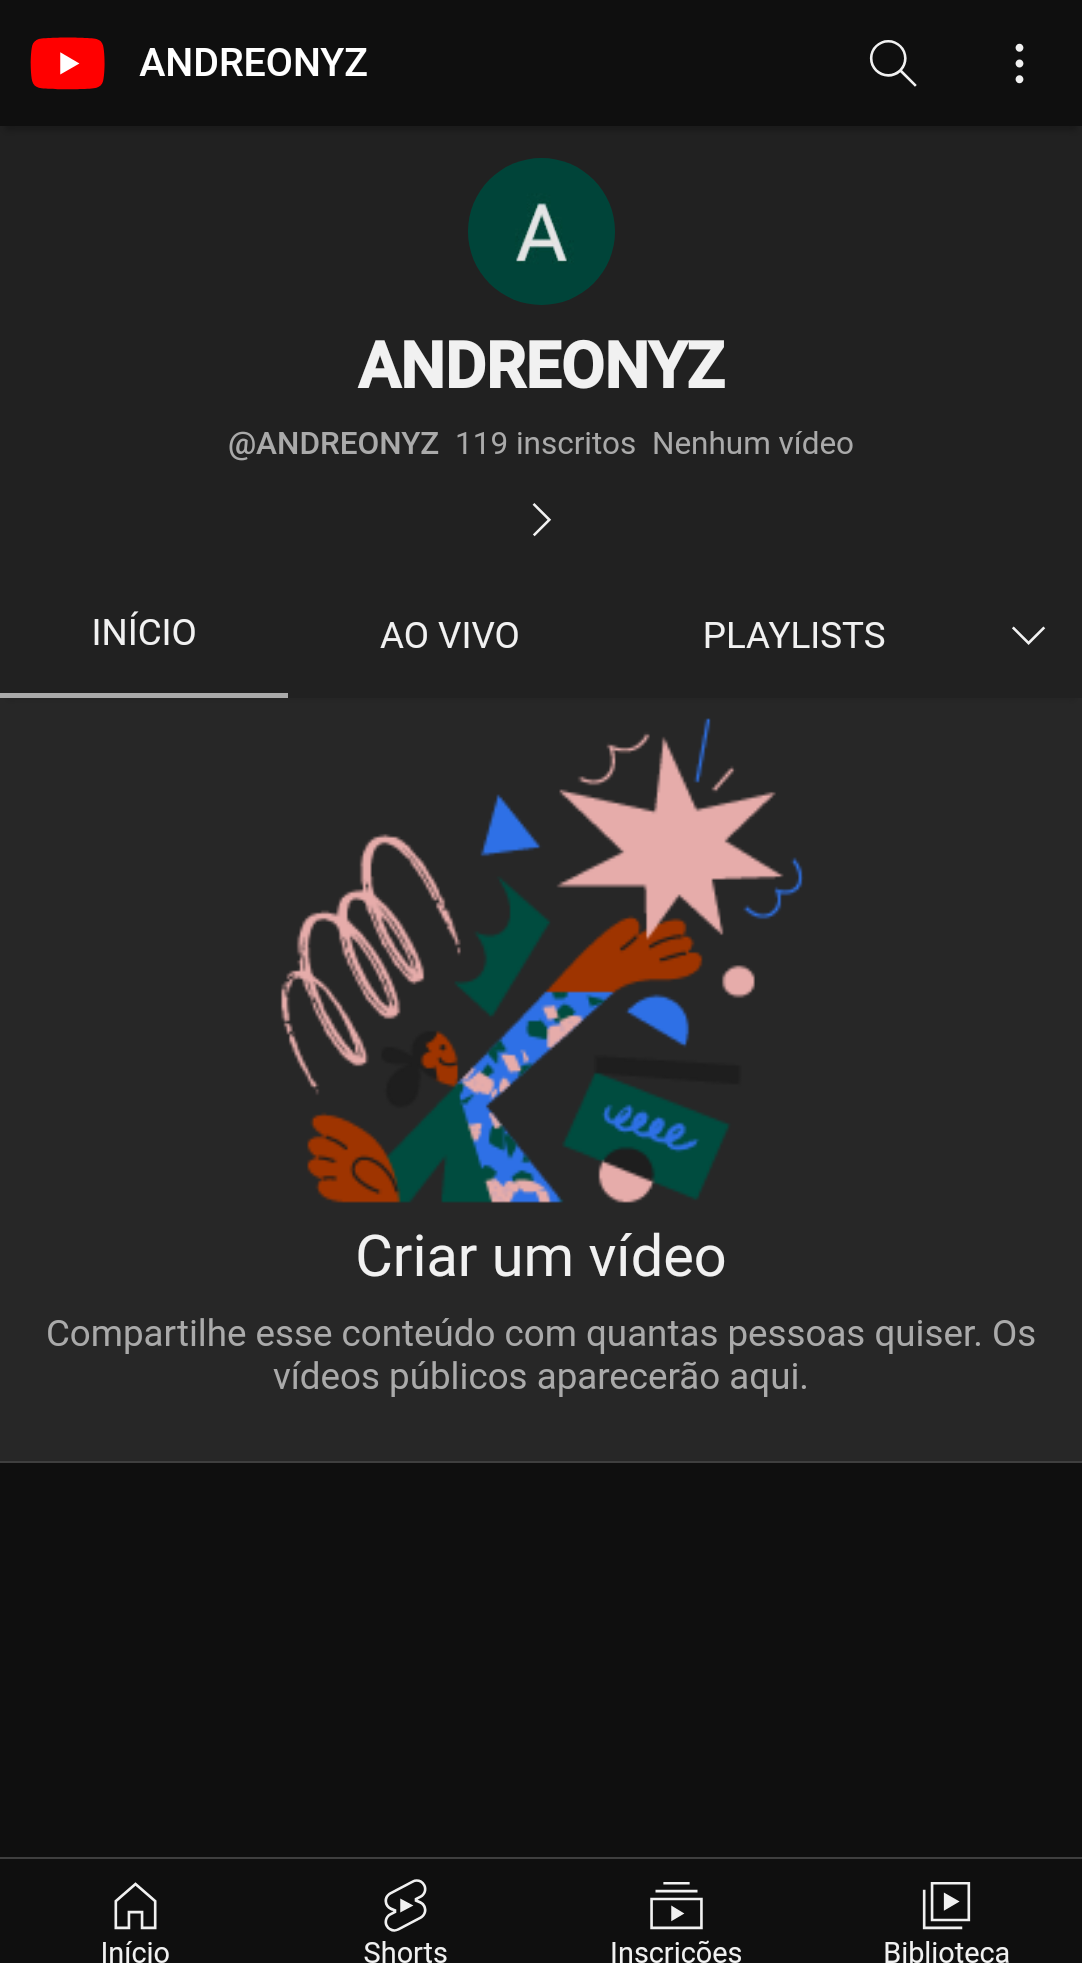 ANDREONYZ
A
ANDREONYZ
@ANDREONYZ 119 inscritos Nenhum vídeo
INÍCIO AO VIVO PLAYLISTS
Criar um vídeo
Compartilhe esse conteúdo com quantas pessoas quiser. Os
vídeos públicos aparecerão aqui.
Início Shorts Inscrições Biblioteca